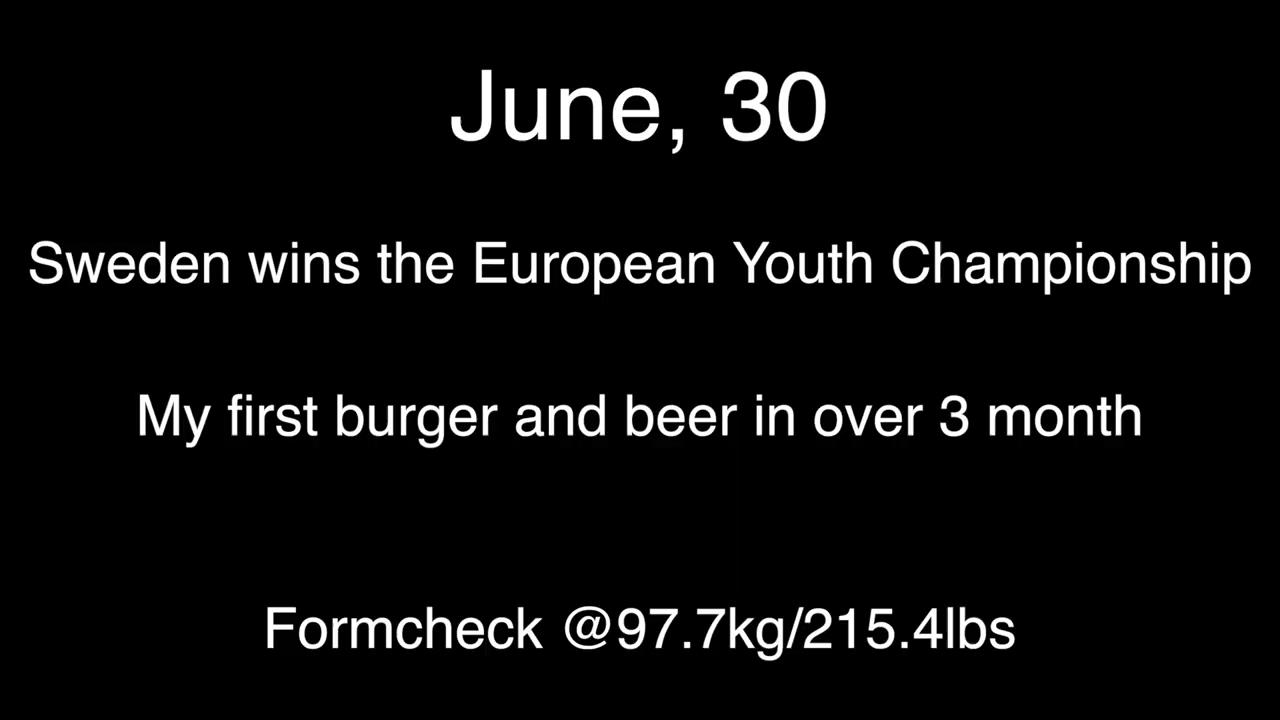 June, 30
Sweden wins the European Youth Championship
My first burger and beer in over 3 month
Formcheck @97.7kg/215.4lbs